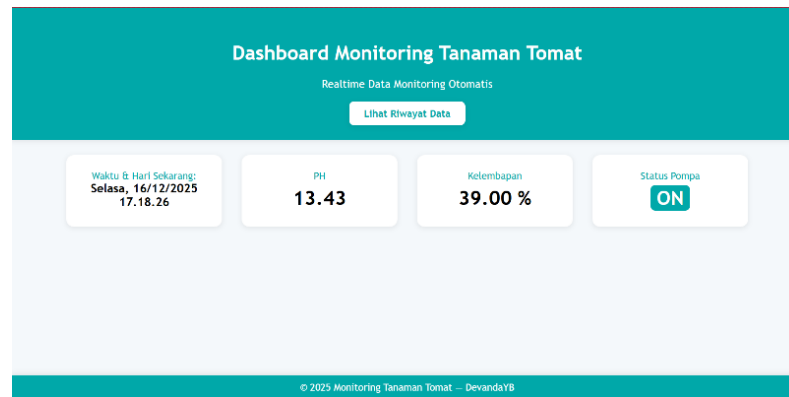 Dashboard Monitoring Tanaman Tomat
Realtime Data Monitoring Otomatis
Lihat Riwayat Data
Waktu & Hari Sekarang:
Selasa, 16/12/2025
17.18.26
PH
13.43
Kelembapan
39.00 %
Status Pompa
ON
© 2025 Monitoring Tanaman Tomat — DevandaYB